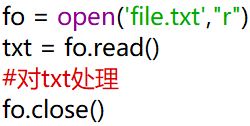 fo = open('file.txt',"r")
txt = fo.read()
#对txt处理
fo.close()